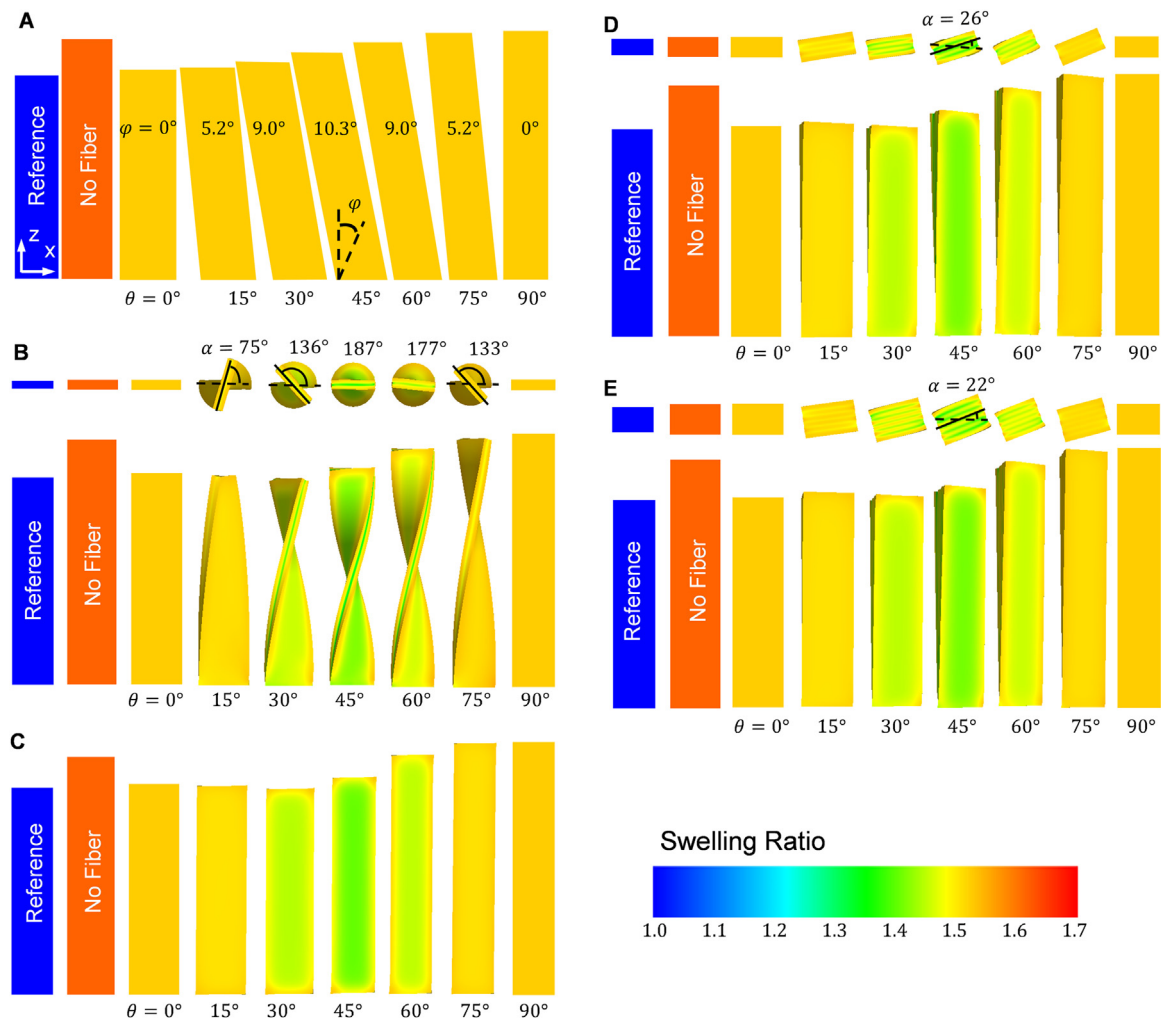 A
Reference
No Fiber
φ = 0°
5.2°
9.0°
10.3°
9.0°
5.2°
0°
φ
Z
X
θ = 0°
15°
30°
45°
60°
75°
90°
B
α = 75°
136°
187°
177°
133°
Reference
No Fiber
θ = 0°
15°
30°
45°
60°
75°
90°
C
Reference
No Fiber
θ = 0°
15°
30°
45°
60°
75°
90°
D
α = 26°
Reference
No Fiber
θ = 0°
15°
30°
45°
60°
75°
90°
E
α = 22°
Reference
No Fiber
θ = 0°
15°
30°
45°
60°
75°
90°
Swelling Ratio
1.0 1.1 1.2 1.3 1.4 1.5 1.6 1.7